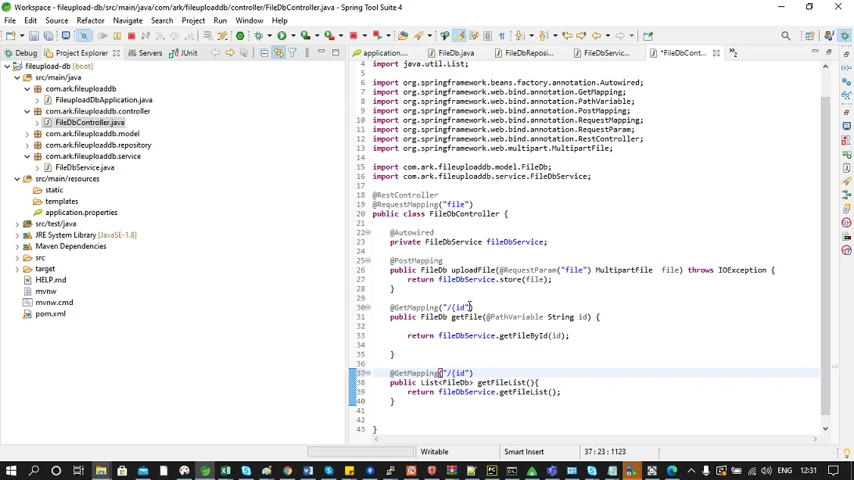 Workspace - fileupload-db/src/main/java/com/ark/fileuploaddb/controller/FileDbController.java - Spring Tool Suite 4
File Edit Source Refactor Navigate Search Project Run Window Help
Debug Project Explorer Servers JUnit
application.... FileDb.java FileDbReposi... FileDbServic... *FileDbCont...
2
fileupload-db [boot]
src/main/java
com.ark.fileuploaddb
FileuploadDbApplication.java
com.ark.fileuploaddb.controller
FileDbController.java
com.ark.fileuploaddb.model
com.ark.fileuploaddb.repository
com.ark.fileuploaddb.service
FileDbService.java
src/main/resources
static
templates
application.properties
src/test/java
JRE System Library [JavaSE-1.8]
Maven Dependencies
src
target
HELP.md
mvnw
mvnw.cmd
pom.xml
4 import java.util.List;
5
6 import org.springframework.beans.factory.annotation.Autowired;
7 import org.springframework.web.bind.annotation.GetMapping;
8 import org.springframework.web.bind.annotation.PathVariable;
9 import org.springframework.web.bind.annotation.PostMapping;
10 import org.springframework.web.bind.annotation.RequestMapping;
11 import org.springframework.web.bind.annotation.RequestParam;
12 import org.springframework.web.bind.annotation.RestController;
13 import org.springframework.web.multipart.MultipartFile;
14
15 import com.ark.fileuploaddb.model.FileDb;
16 import com.ark.fileuploaddb.service.FileDbService;
17
18 @RestController
19 @RequestMapping("file")
20 public class FileDbController {
21
22 @Autowired
23 private FileDbService fileDbService;
24
25 @PostMapping
26 public FileDb uploadFile(@RequestParam("file") MultipartFile file) throws IOException {
27 return fileDbService.store(file);
28 }
29
30 @GetMapping("/{id")
31 public FileDb getFile(@PathVariable String id) {
32
33 return fileDbService.getFileById(id);
34
35 }
36
37 @GetMapping("/{id")
38 public List<FileDb> getFileList(){
39 return fileDbService.getFileList();
40 }
41
42
43 }
Writable Smart Insert 37 : 23 : 1123
ENG 12:31